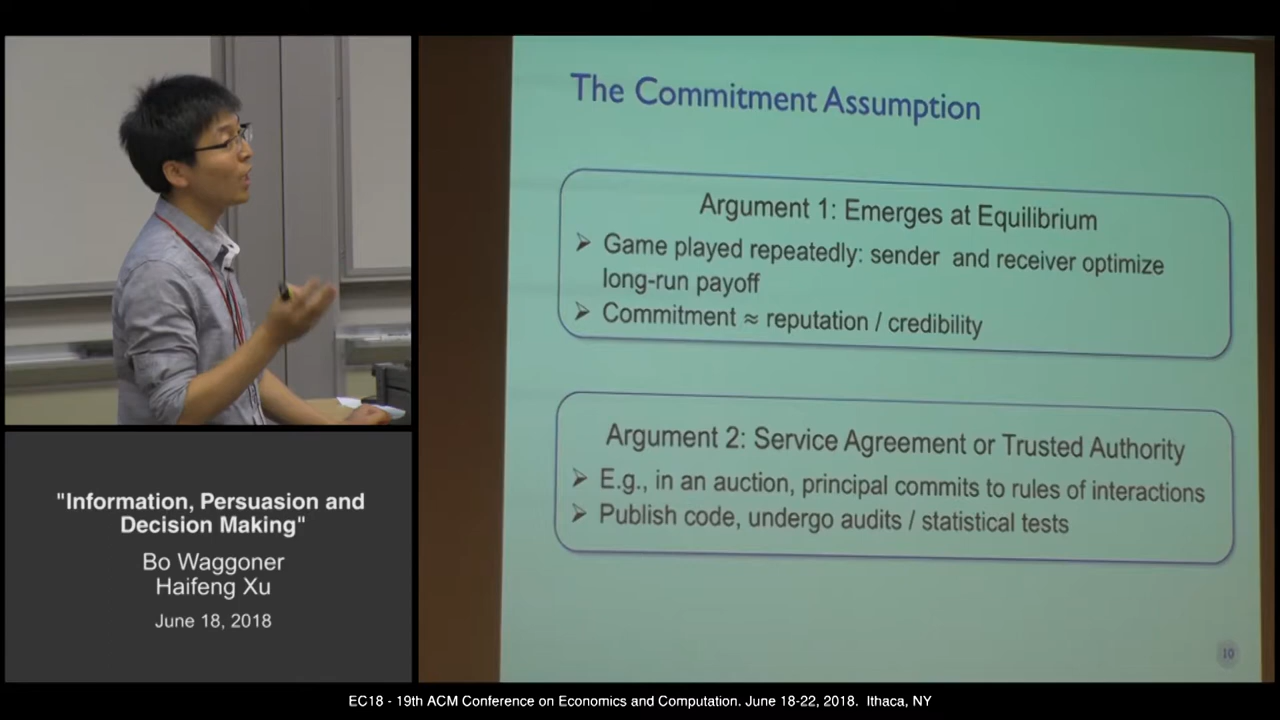 The Commitment Assumption
Argument 1: Emerges at Equilibrium
➢ Game played repeatedly: sender and receiver optimize
long-run payoff
➢ Commitment ≈ reputation / credibility
Argument 2: Service Agreement or Trusted Authority
➢ E.g., in an auction, principal commits to rules of interactions
➢ Publish code, undergo audits / statistical tests
10
"Information, Persuasion and
Decision Making"
Bo Waggoner
Haifeng Xu
June 18, 2018
EC18 - 19th ACM Conference on Economics and Computation. June 18-22, 2018. Ithaca, NY